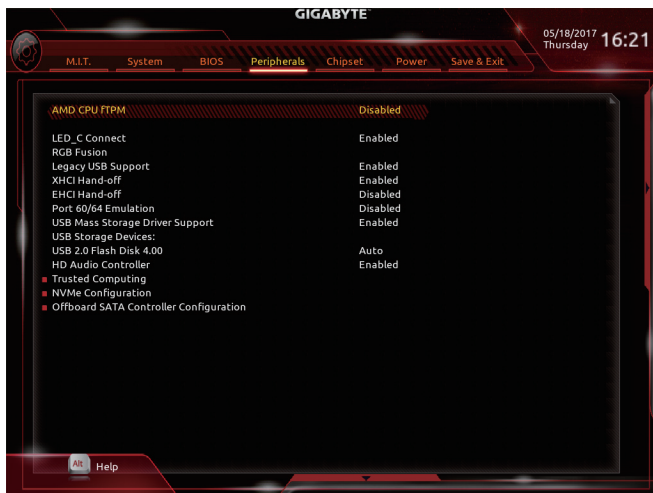 GIGABYTE™
05/18/2017 Thursday 16:21
M.I.T. System BIOS Peripherals Chipset Power Save & Exit
AMD CPU fTPM Disabled
LED_C Connect Enabled
RGB Fusion
Legacy USB Support Enabled
XHCI Hand-off Enabled
EHCI Hand-off Disabled
Port 60/64 Emulation Disabled
USB Mass Storage Driver Support Enabled
USB Storage Devices:
USB 2.0 Flash Disk 4.00 Auto
HD Audio Controller Enabled
Trusted Computing
NVMe Configuration
Offboard SATA Controller Configuration
Alt Help